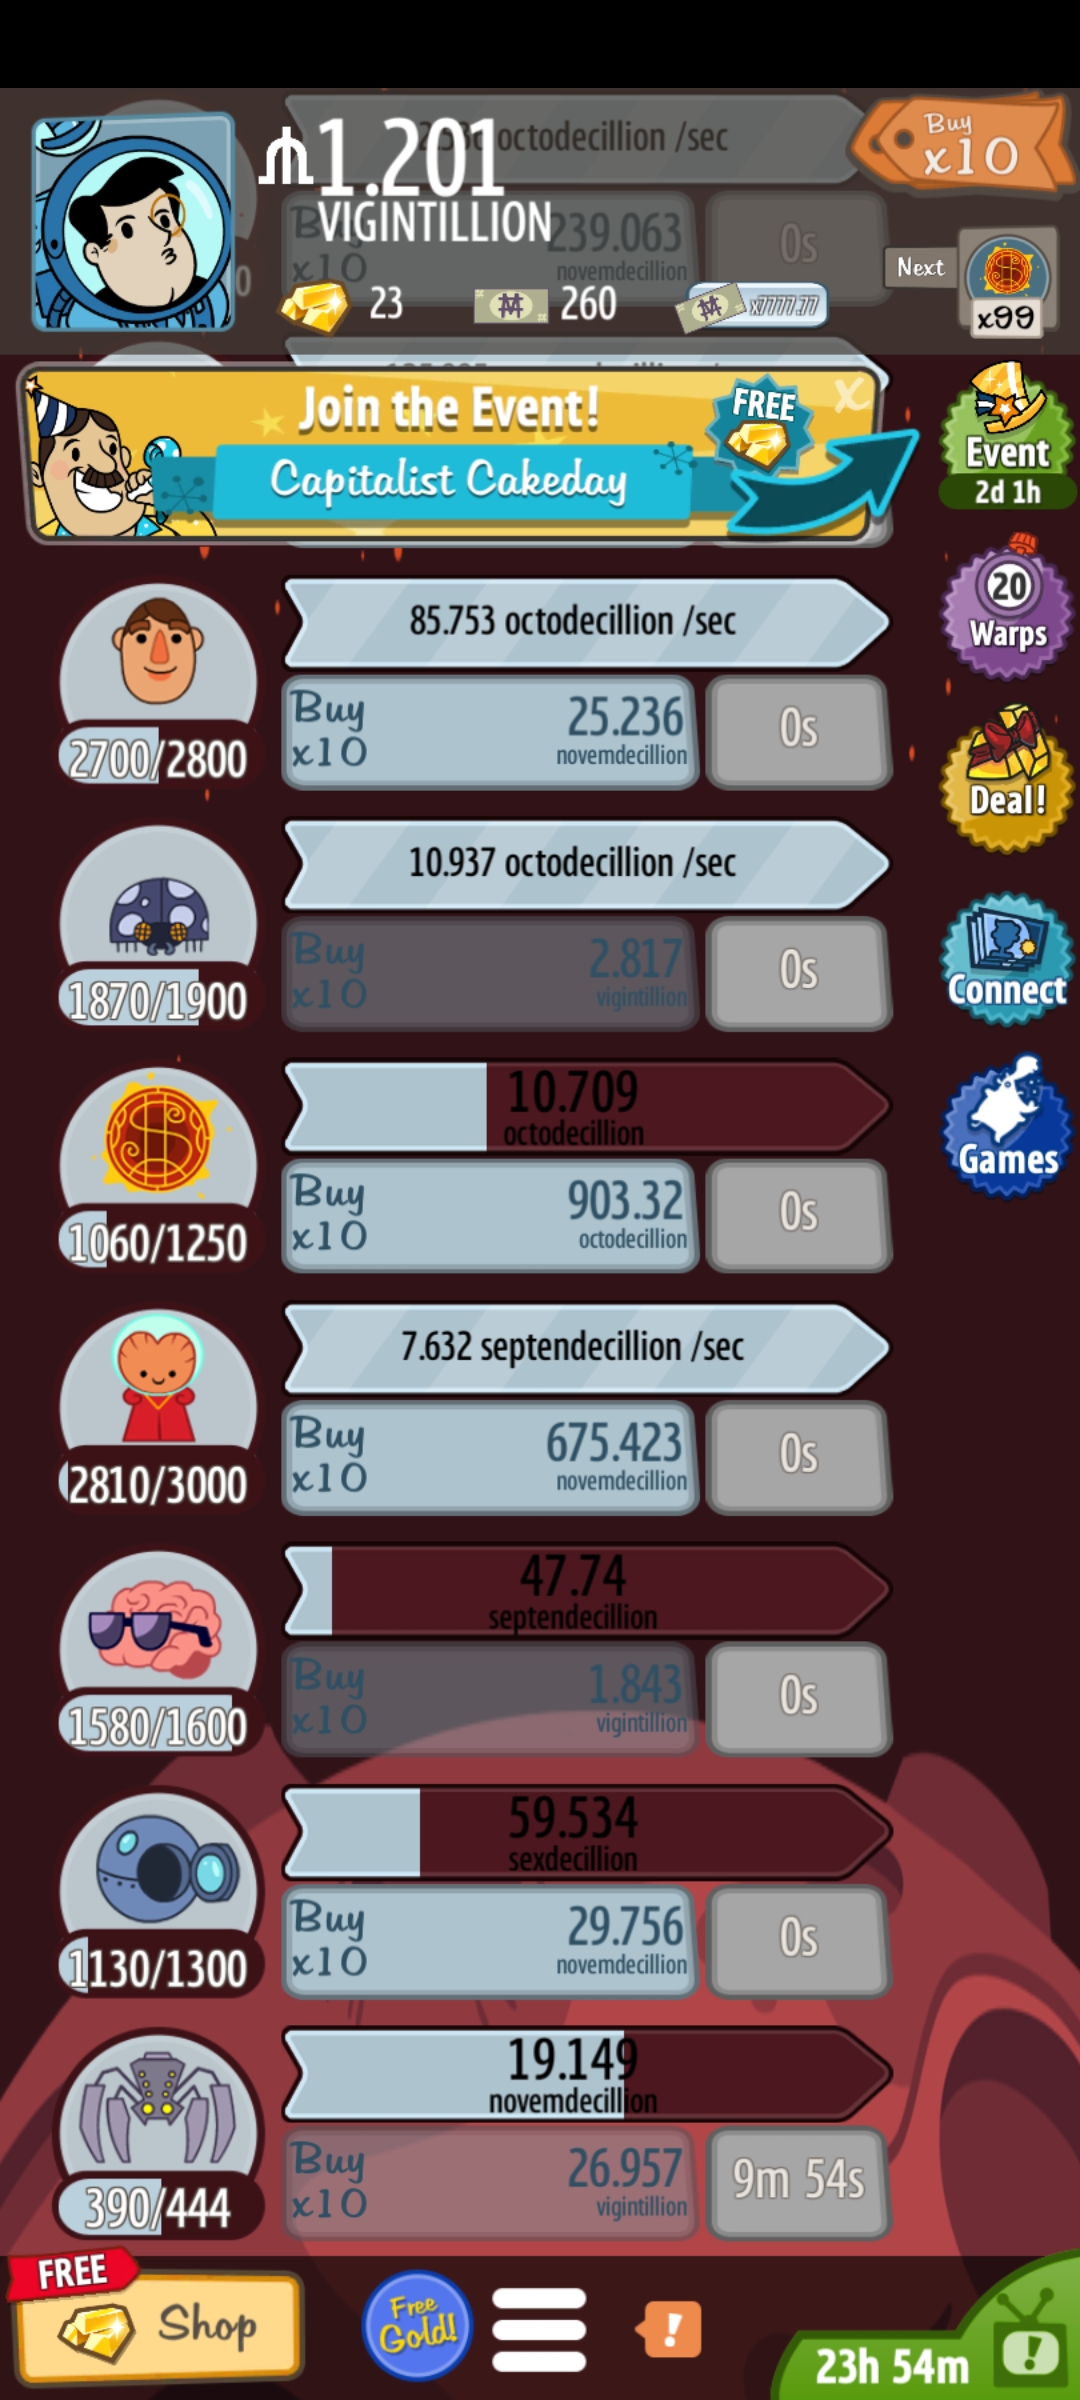 1.201
VIGINTILLION
octodecillion /sec
Buy
x10
239.063
novemdecillion
0s
23
260
x7777.77
Buy
x10
Next
x99
Join the Event!
Capitalist Cakeday
FREE
x
Event
2d 1h
20
Warps
Deal!
Connect
Games
85.753 octodecillion /sec
2700/2800
Buy
x10
25.236
novemdecillion
0s
10.937 octodecillion /sec
1870/1900
Buy
x10
2.817
vigintillion
0s
10.709
octodecillion
1060/1250
Buy
x10
903.32
octodecillion
0s
7.632 septendecillion /sec
2810/3000
Buy
x10
675.423
novemdecillion
0s
47.74
septendecillion
1580/1600
Buy
x10
1.843
vigintillion
0s
59.534
sexdecillion
1130/1300
Buy
x10
29.756
novemdecillion
0s
19.149
novemdecillion
390/444
Buy
x10
26.957
vigintillion
9m 54s
FREE
Shop
Free
Gold!
!
23h 54m
!